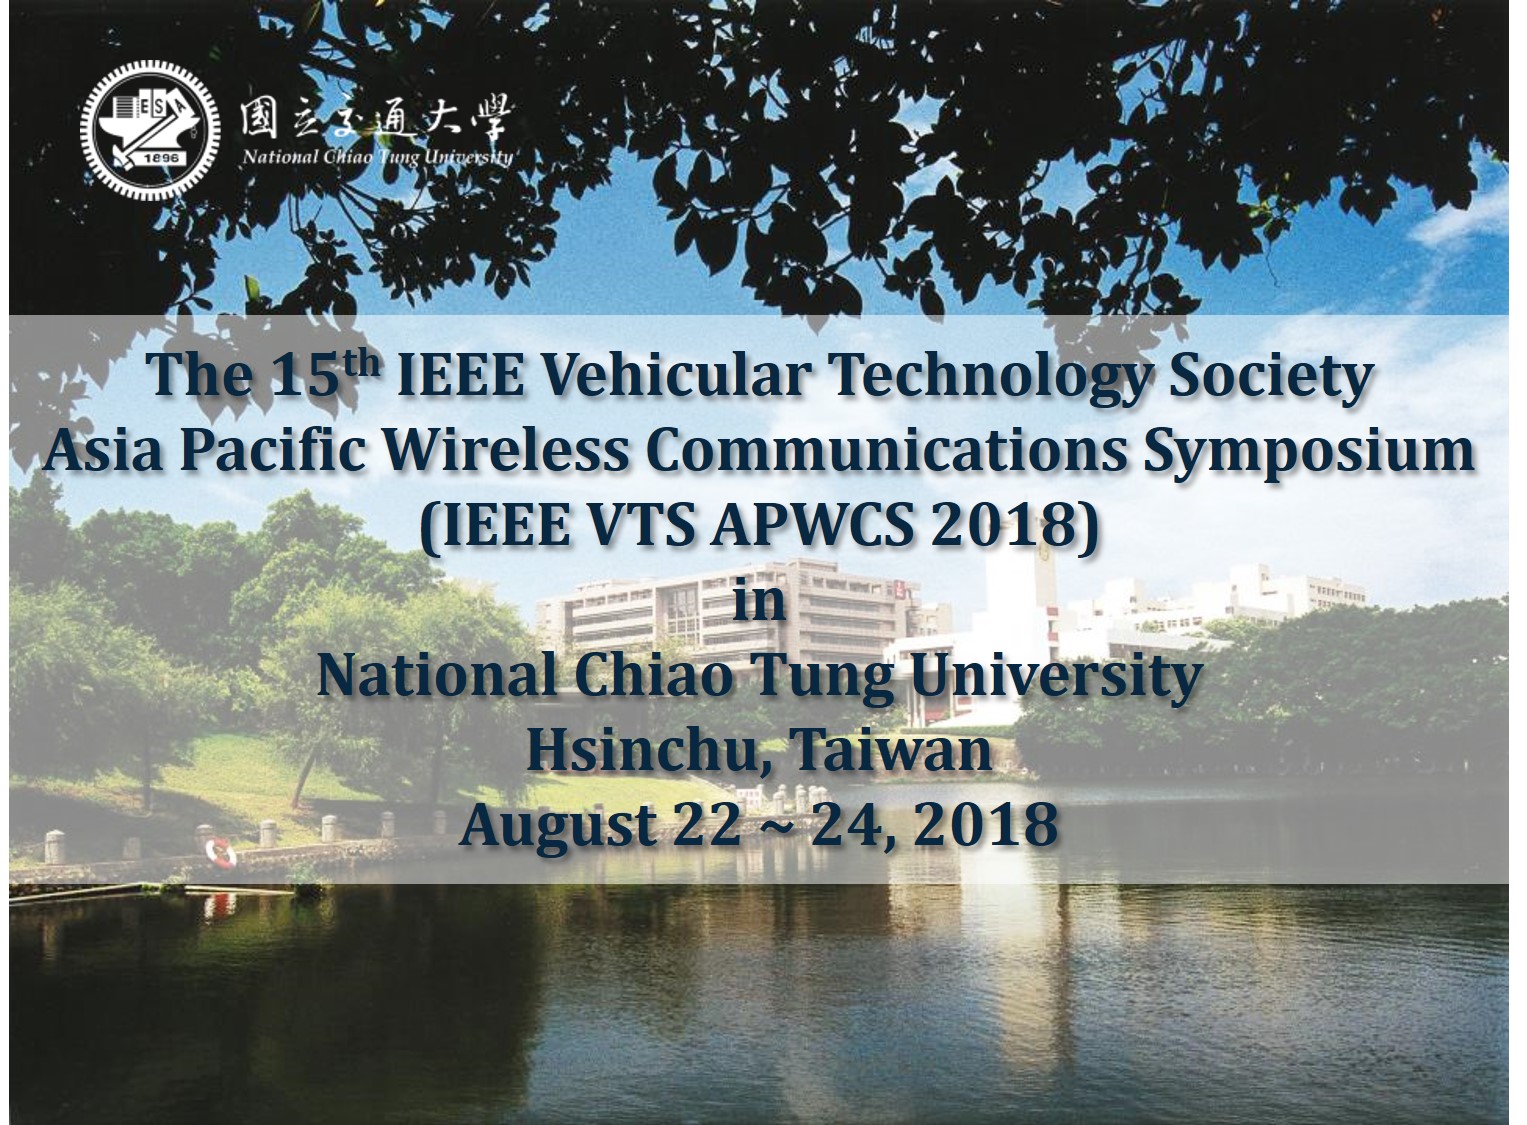 ESA
1896
國立交通大學
National Chiao Tung University
The 15th IEEE Vehicular Technology Society
Asia Pacific Wireless Communications Symposium
(IEEE VTS APWCS 2018)
in
National Chiao Tung University
Hsinchu, Taiwan
August 22 ~ 24, 2018